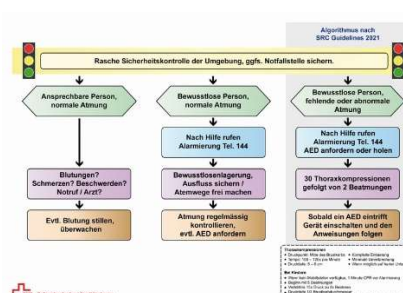 Algorithmus nach
SRC Guidelines 2021
Rasche Sicherheitskontrolle der Umgebung, ggfs. Notfallstelle sichern.
Ansprechbare Person,
normale Atmung
Bewusstlose Person,
normale Atmung
Bewusstlose Person,
fehlende oder abnormale
Atmung
Nach Hilfe rufen
Alarmierung Tel. 144
Nach Hilfe rufen
Alarmierung Tel. 144
AED anfordern oder holen
Blutungen?
Schmerzen? Beschwerden?
Notruf / Arzt?
Bewusstlosenlagerung,
Ausfluss sichern /
Atemwege frei machen
30 Thoraxkompressionen
gefolgt von 2 Beatmungen
Evtl. Blutung stillen,
überwachen
Atmung regelmässig
kontrollieren,
evtl. AED anfordern
Sobald ein AED eintrifft
Gerät einschalten und den
Anweisungen folgen
Thoraxkompressionen